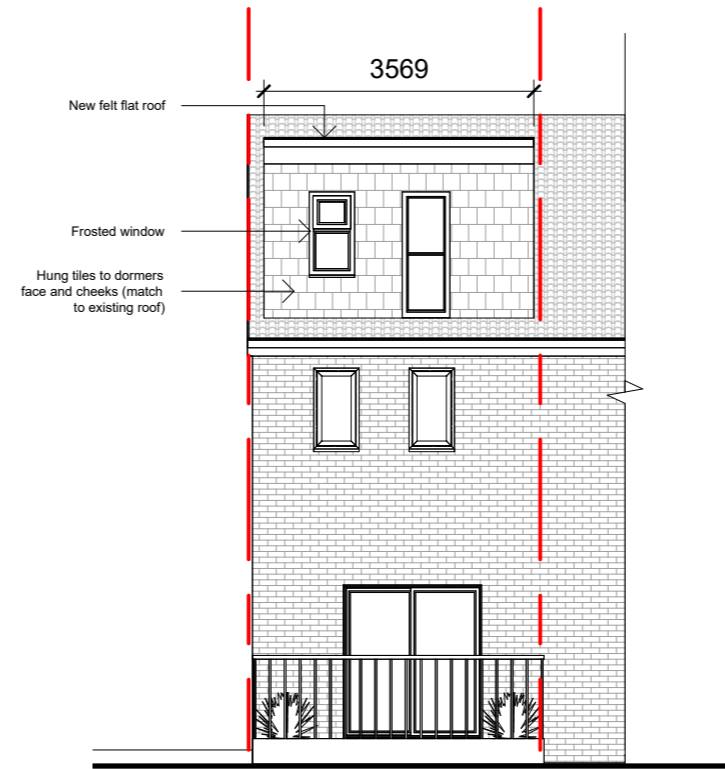 3569
New felt flat roof
Frosted window
Hung tiles to dormers
face and cheeks (match
to existing roof)